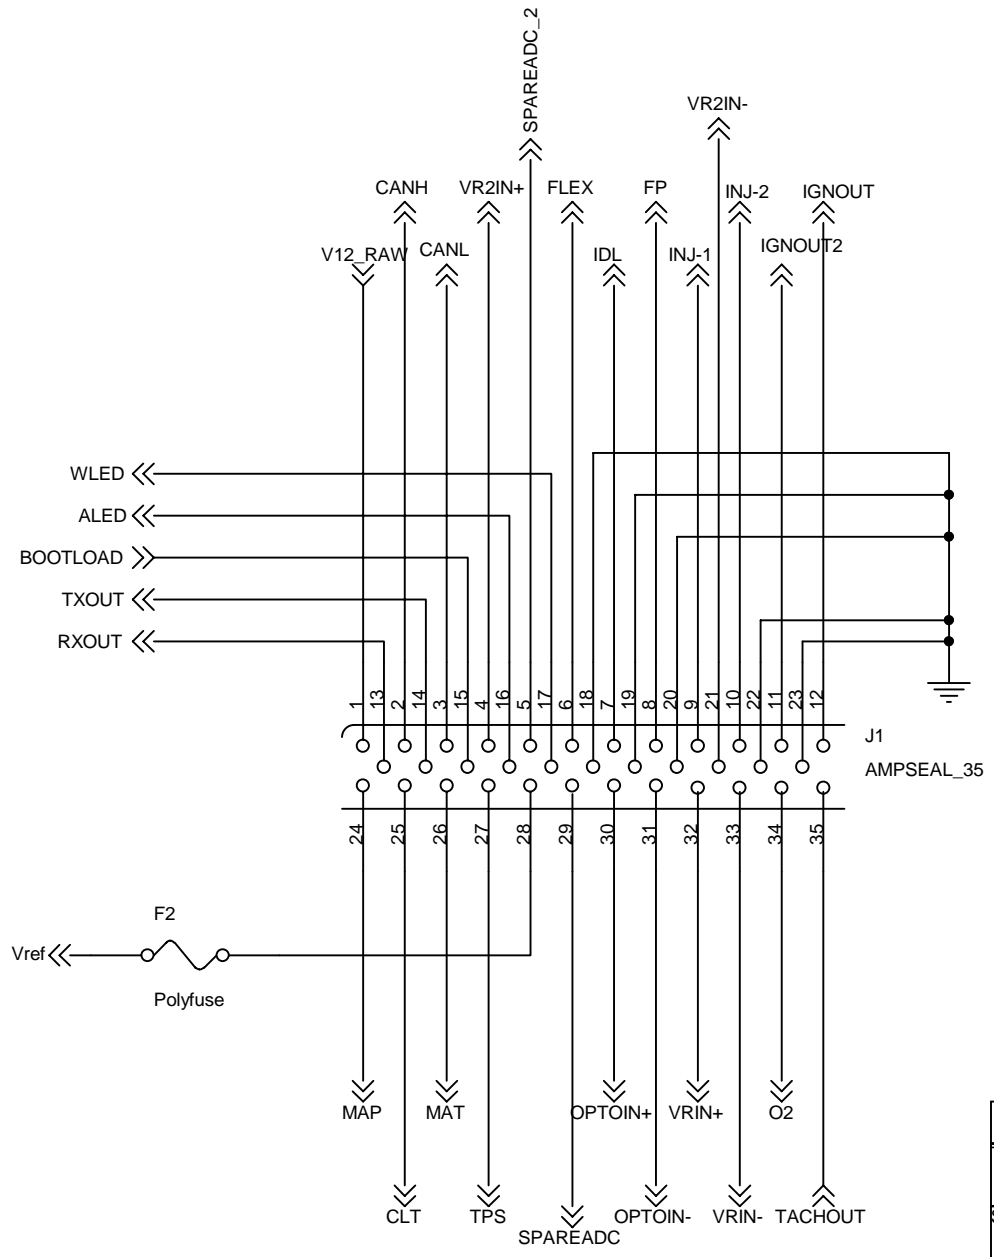 SPAREADC_2
VR2IN-
CANH
VR2IN+
FLEX
FP
INJ-2
IGNOUT
V12_RAW
CANL
IDL
INJ-1
IGNOUT2
WLED
ALED
BOOTLOAD
TXOUT
RXOUT
1
13
2
14
3
15
4
16
5
17
6
18
7
19
8
20
9
21
10
22
11
23
12
J1
AMPSEAL_35
24
25
26
27
28
29
30
31
32
33
34
35
F2
Vref
Polyfuse
MAP
MAT
OPTOIN+
VRIN+
O2
CLT
TPS
SPAREADC
OPTOIN-
VRIN-
TACHOUT